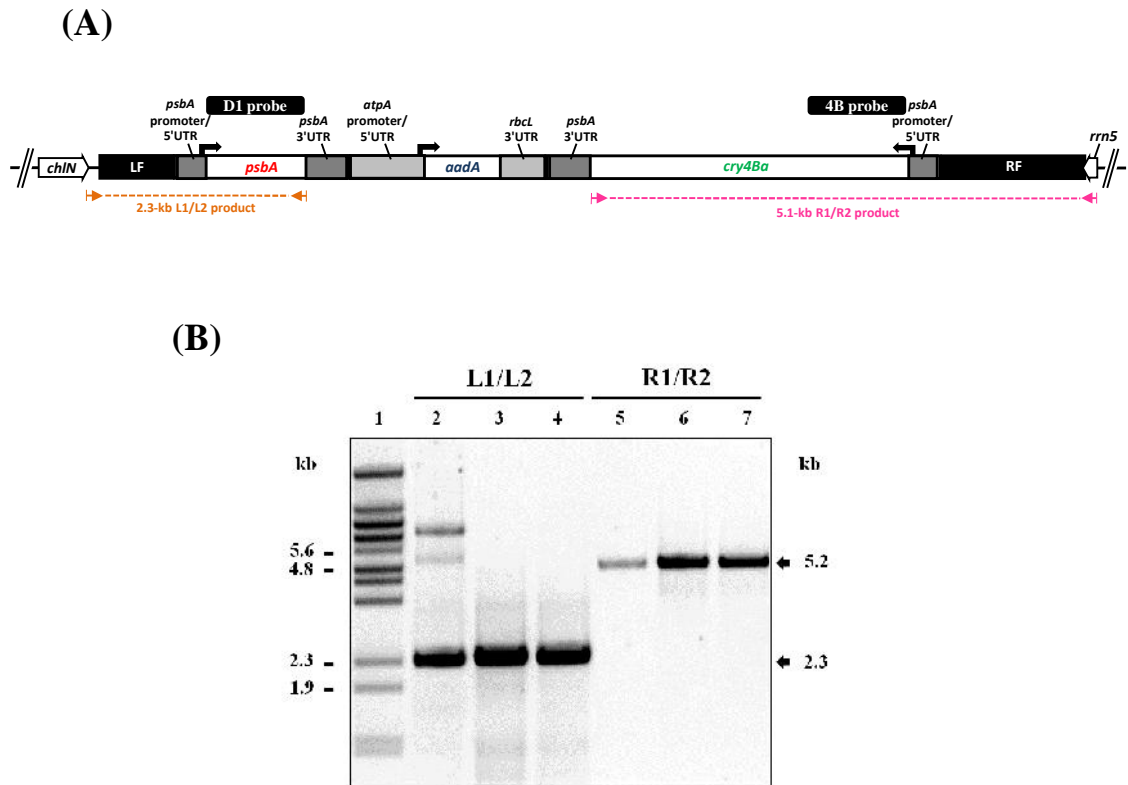 (A)
psbA promoter/ 5'UTR
D1 probe
psbA 3'UTR
atpA promoter/ 5'UTR
rbcL 3'UTR
psbA 3'UTR
4B probe
psbA promoter/ 5'UTR
rrn5
chlN
LF
psbA
aadA
cry4Ba
RF
2.3-kb L1/L2 product
5.1-kb R1/R2 product
(B)
L1/L2 R1/R2
1 2 3 4 5 6 7
kb kb
5.6
4.8
5.2
2.3
2.3
1.9